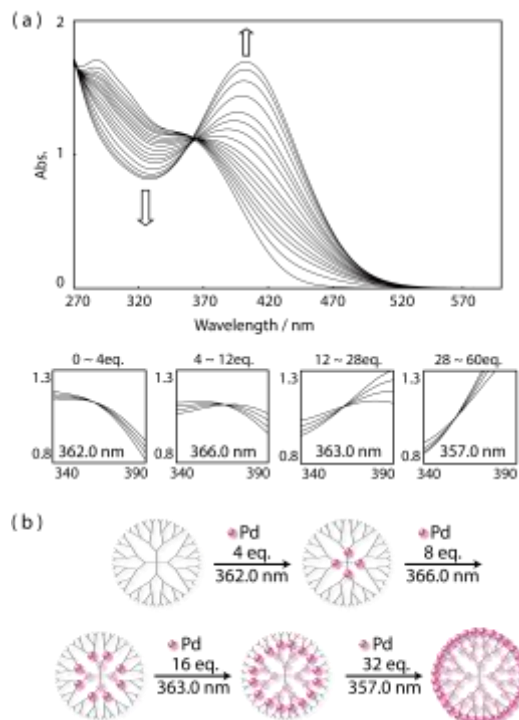 (a)
2
1
0
Abs.
270 320 370 420 470 520 570
Wavelength / nm
0 ~ 4eq. 4 ~ 12eq. 12 ~ 28eq. 28 ~ 60eq.
1.3 1.3 1.3 1.3
0.8 0.8 0.8 0.8
362.0 nm 366.0 nm 363.0 nm 357.0 nm
340 390 340 390 340 390 340 390
(b)
Pd Pd
4 eq. 8 eq.
362.0 nm 366.0 nm
Pd Pd
16 eq. 32 eq.
363.0 nm 357.0 nm